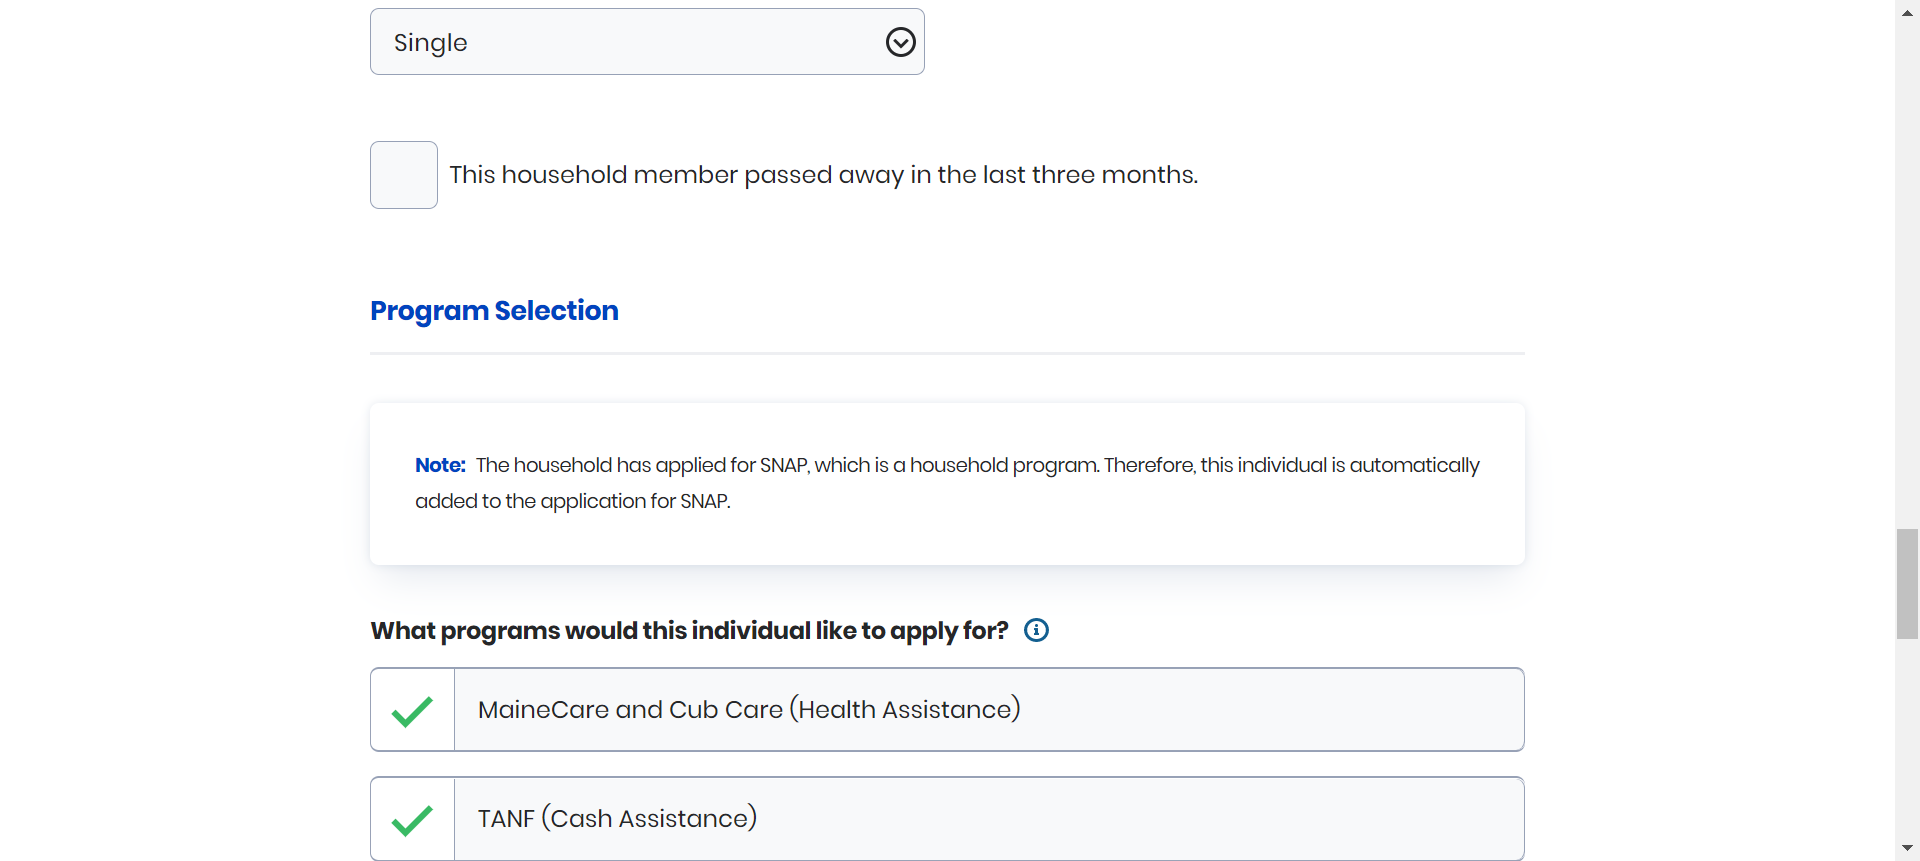 Single
This household member passed away in the last three months.
Program Selection
Note: The household has applied for SNAP, which is a household program. Therefore, this individual is automatically
added to the application for SNAP.
What programs would this individual like to apply for?
MaineCare and Cub Care (Health Assistance)
TANF (Cash Assistance)